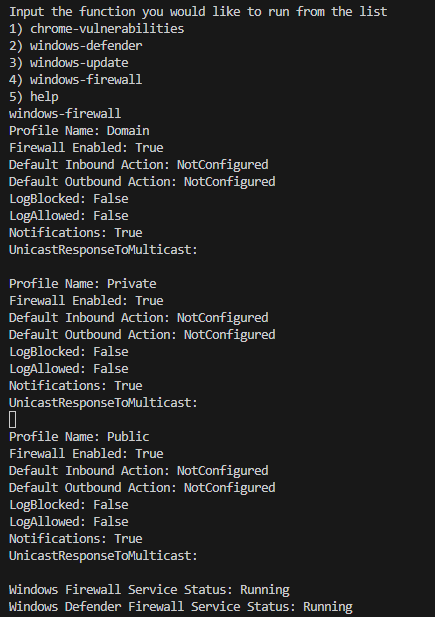 Input the function you would like to run from the list
1) chrome-vulnerabilities
2) windows-defender
3) windows-update
4) windows-firewall
5) help
windows-firewall
Profile Name: Domain
Firewall Enabled: True
Default Inbound Action: NotConfigured
Default Outbound Action: NotConfigured
LogBlocked: False
LogAllowed: False
Notifications: True
UnicastResponseToMulticast:

Profile Name: Private
Firewall Enabled: True
Default Inbound Action: NotConfigured
Default Outbound Action: NotConfigured
LogBlocked: False
LogAllowed: False
Notifications: True
UnicastResponseToMulticast:

Profile Name: Public
Firewall Enabled: True
Default Inbound Action: NotConfigured
Default Outbound Action: NotConfigured
LogBlocked: False
LogAllowed: False
Notifications: True
UnicastResponseToMulticast:

Windows Firewall Service Status: Running
Windows Defender Firewall Service Status: Running